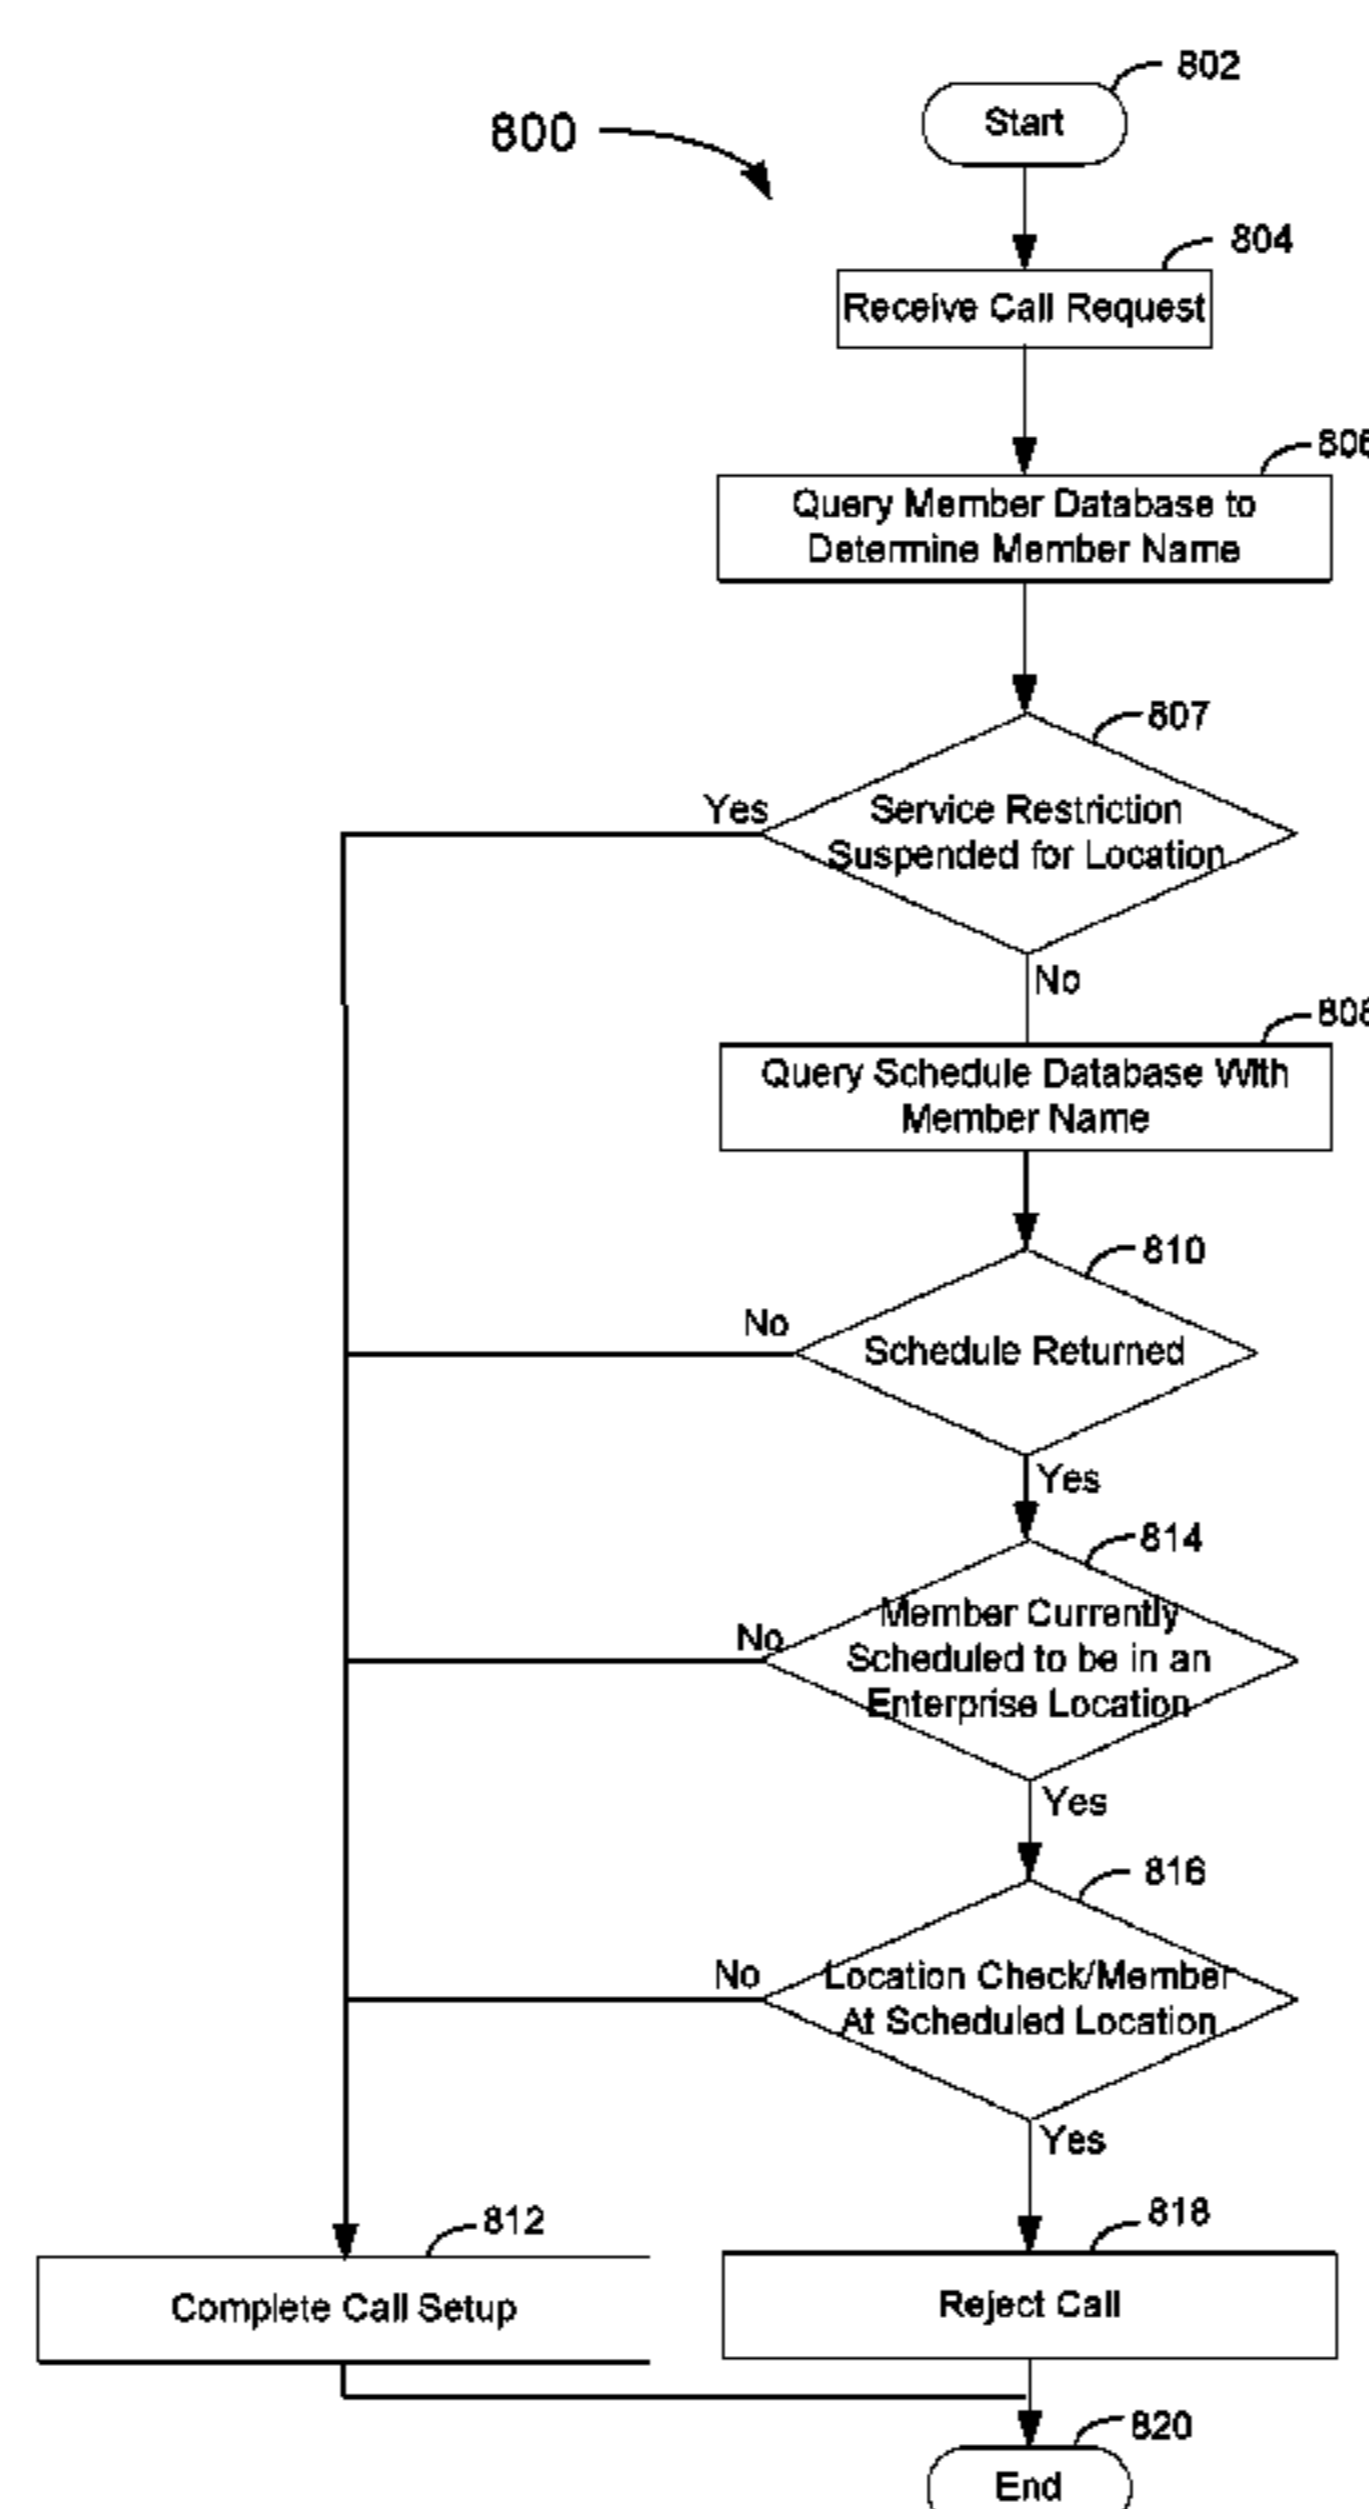 802
Start
800
804
Receive Call Request
806
Query Member Database to
Determine Member Name
807
Yes
Service Restriction
Suspended for Location
No
808
Query Schedule Database With
Member Name
810
No
Schedule Returned
Yes
814
No
Member Currently
Scheduled to be in an
Enterprise Location
Yes
816
No
Location Check/Member
At Scheduled Location
Yes
812
818
Complete Call Setup
Reject Call
820
End